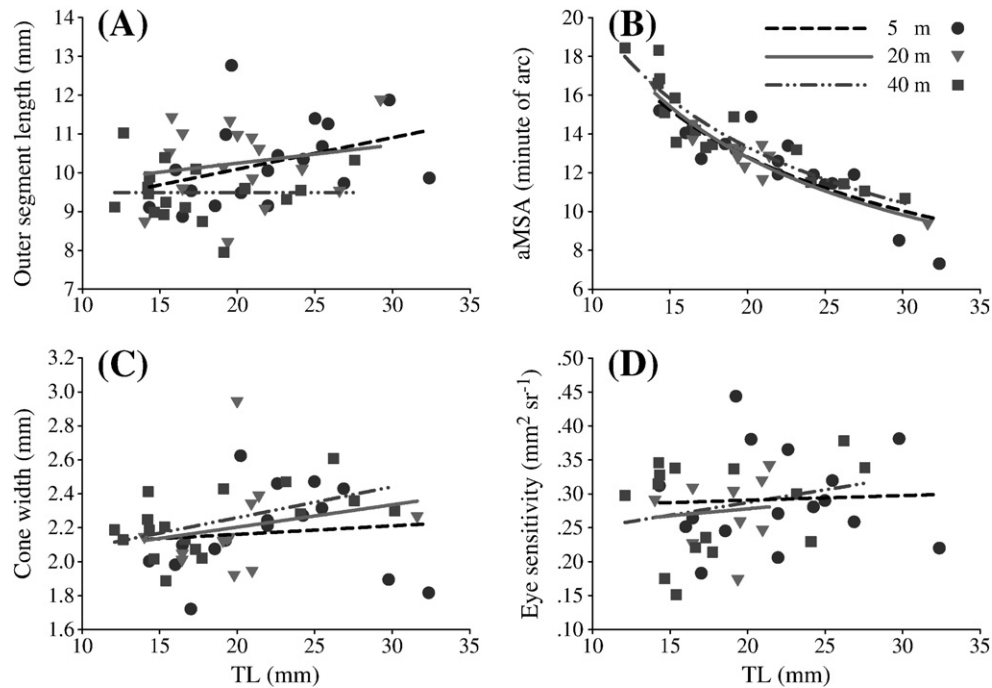 (A)
Outer segment length (mm)
14
13
12
11
10
9
8
7
10 15 20 25 30 35
(B)
aMSA (minute of arc)
20
18
16
14
12
10
8
6
10 15 20 25 30 35
5 m
20 m
40 m
(C)
Cone width (mm)
3.2
3.0
2.8
2.6
2.4
2.2
2.0
1.8
1.6
10 15 20 25 30 35
TL (mm)
(D)
Eye sensitivity (mm² sr⁻¹)
.50
.45
.40
.35
.30
.25
.20
.15
.10
10 15 20 25 30 35
TL (mm)